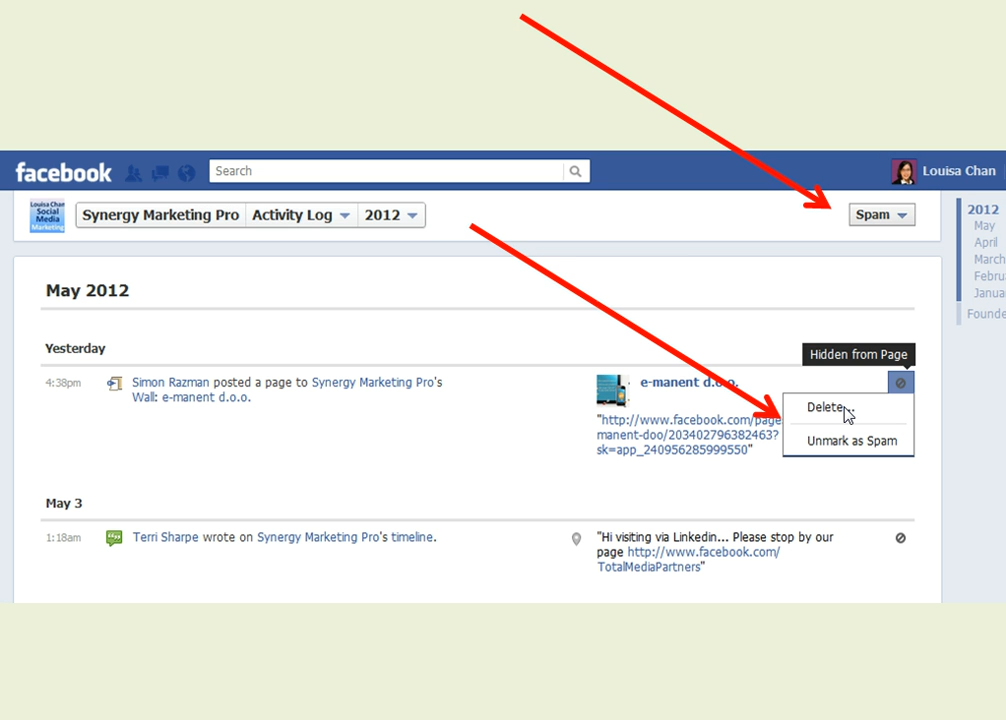 facebook
Search
Louisa Chan
Louisa Chan
Social
Media
Marketing
Synergy Marketing Pro
Activity Log
2012
Spam
2012
May
April
March
Febru
Janua
Founde
May 2012
Yesterday
Hidden from Page
4:38pm
Simon Razman posted a page to Synergy Marketing Pro's
Wall: e-manent d.o.o.
e-manent d.o.o.
"http://www.facebook.com/page
manent-doo/203402796382463?
sk=app_240956285999550"
Delete...
Unmark as Spam
May 3
1:18am
Terri Sharpe wrote on Synergy Marketing Pro's timeline.
"Hi visiting via Linkedin... Please stop by our
page http://www.facebook.com/
TotalMediaPartners"